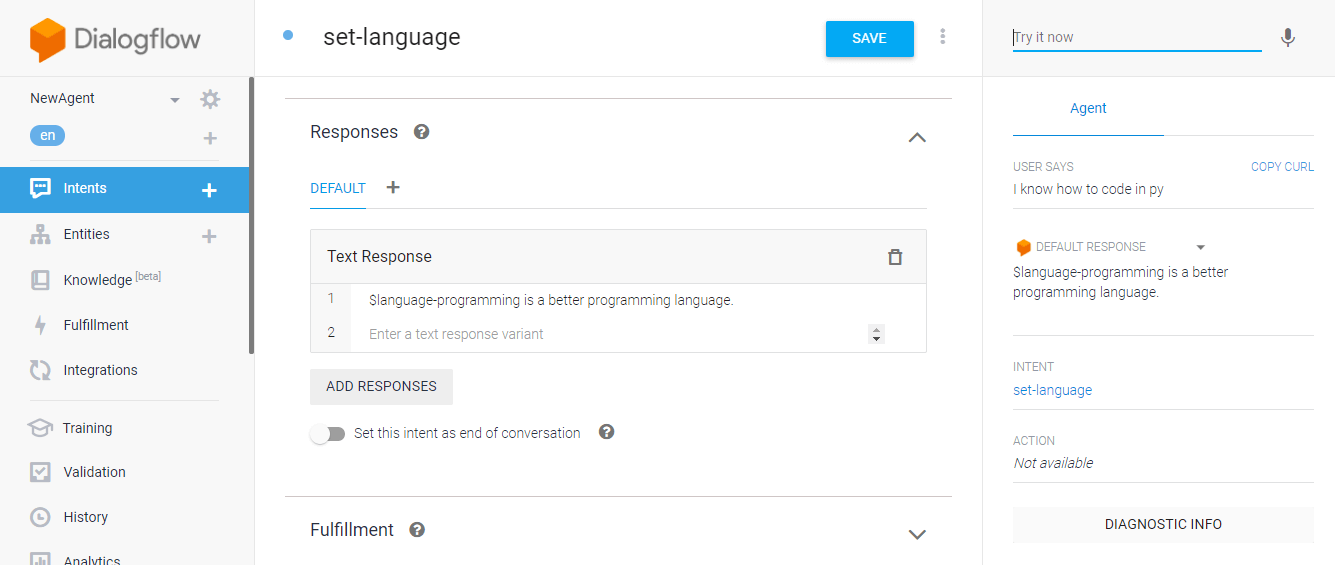 Dialogflow
set-language
SAVE
Try it now
NewAgent
en
Intents
Entities
Knowledge [beta]
Fulfillment
Integrations
Training
Validation
History
Analytics
Responses
DEFAULT
Text Response
1 $language-programming is a better programming language.
2 Enter a text response variant
ADD RESPONSES
Set this intent as end of conversation
Fulfillment
Agent
USER SAYS COPY CURL
I know how to code in py
DEFAULT RESPONSE
$language-programming is a better
programming language.
INTENT
set-language
ACTION
Not available
DIAGNOSTIC INFO